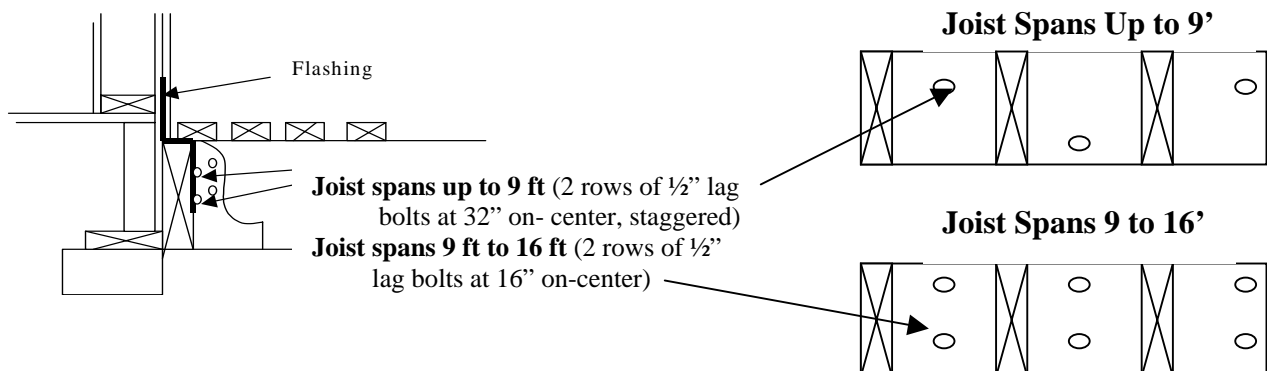 Joist Spans Up to 9’
Flashing
Joist spans up to 9 ft (2 rows of ½” lag
bolts at 32” on- center, staggered)
Joist spans 9 ft to 16 ft (2 rows of ½”
lag bolts at 16” on-center)
Joist Spans 9 to 16’